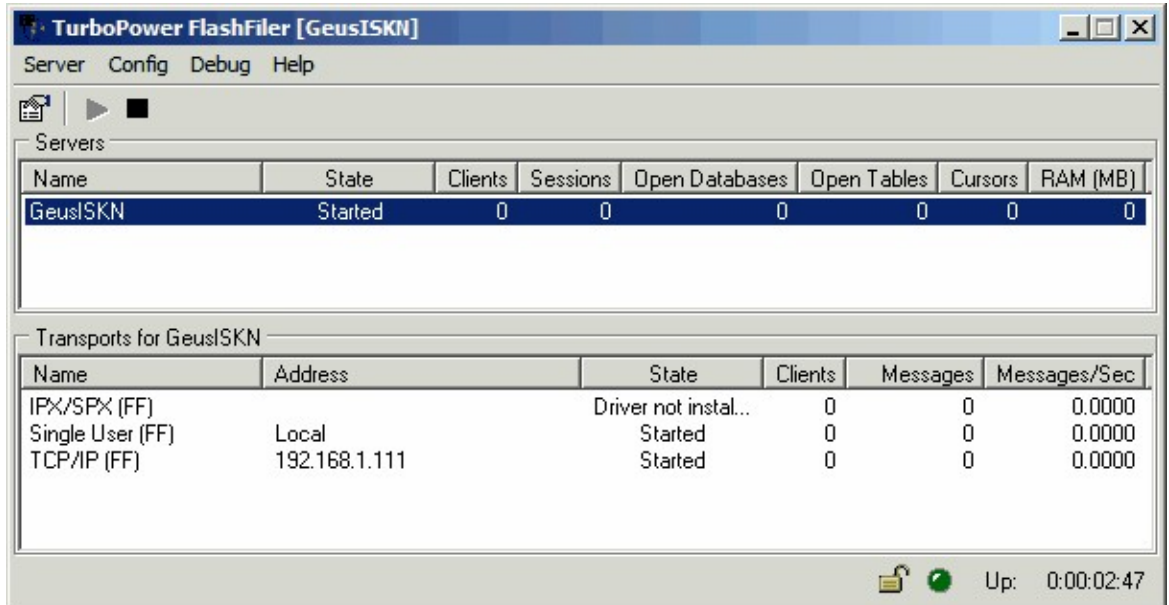 TurboPower FlashFiler [GeusISKN]
Server Config Debug Help
Servers
Name State Clients Sessions Open Databases Open Tables Cursors RAM (MB)
GeusISKN Started 0 0 0 0 0 0
Transports for GeusISKN
Name Address State Clients Messages Messages/Sec
IPX/SPX (FF) Driver not instal... 0 0 0.0000
Single User (FF) Local Started 0 0 0.0000
TCP/IP (FF) 192.168.1.111 Started 0 0 0.0000
Up: 0:00:02:47